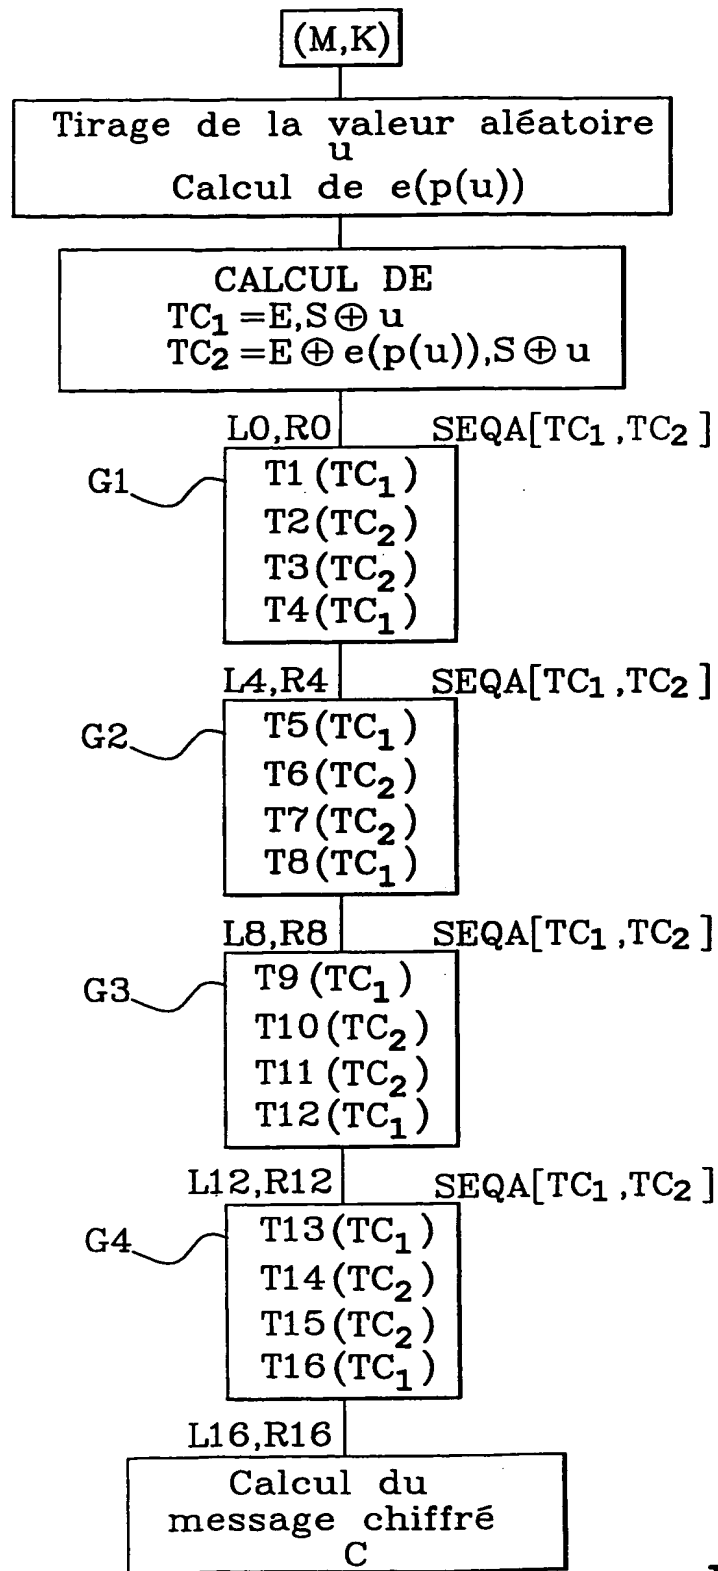 (M,K)
Tirage de la valeur aléatoire
u
Calcul de e(p(u))
CALCUL DE
TC₁ =E,S⊕u
TC₂ =E⊕e(p(u)),S⊕u
L0,R0 SEQA[TC₁,TC₂]
G1
T1(TC₁)
T2(TC₂)
T3(TC₂)
T4(TC₁)
L4,R4 SEQA[TC₁,TC₂]
G2
T5(TC₁)
T6(TC₂)
T7(TC₂)
T8(TC₁)
L8,R8 SEQA[TC₁,TC₂]
G3
T9(TC₁)
T10(TC₂)
T11(TC₂)
T12(TC₁)
L12,R12 SEQA[TC₁,TC₂]
G4
T13(TC₁)
T14(TC₂)
T15(TC₂)
T16(TC₁)
L16,R16
Calcul du
message chiffré
C